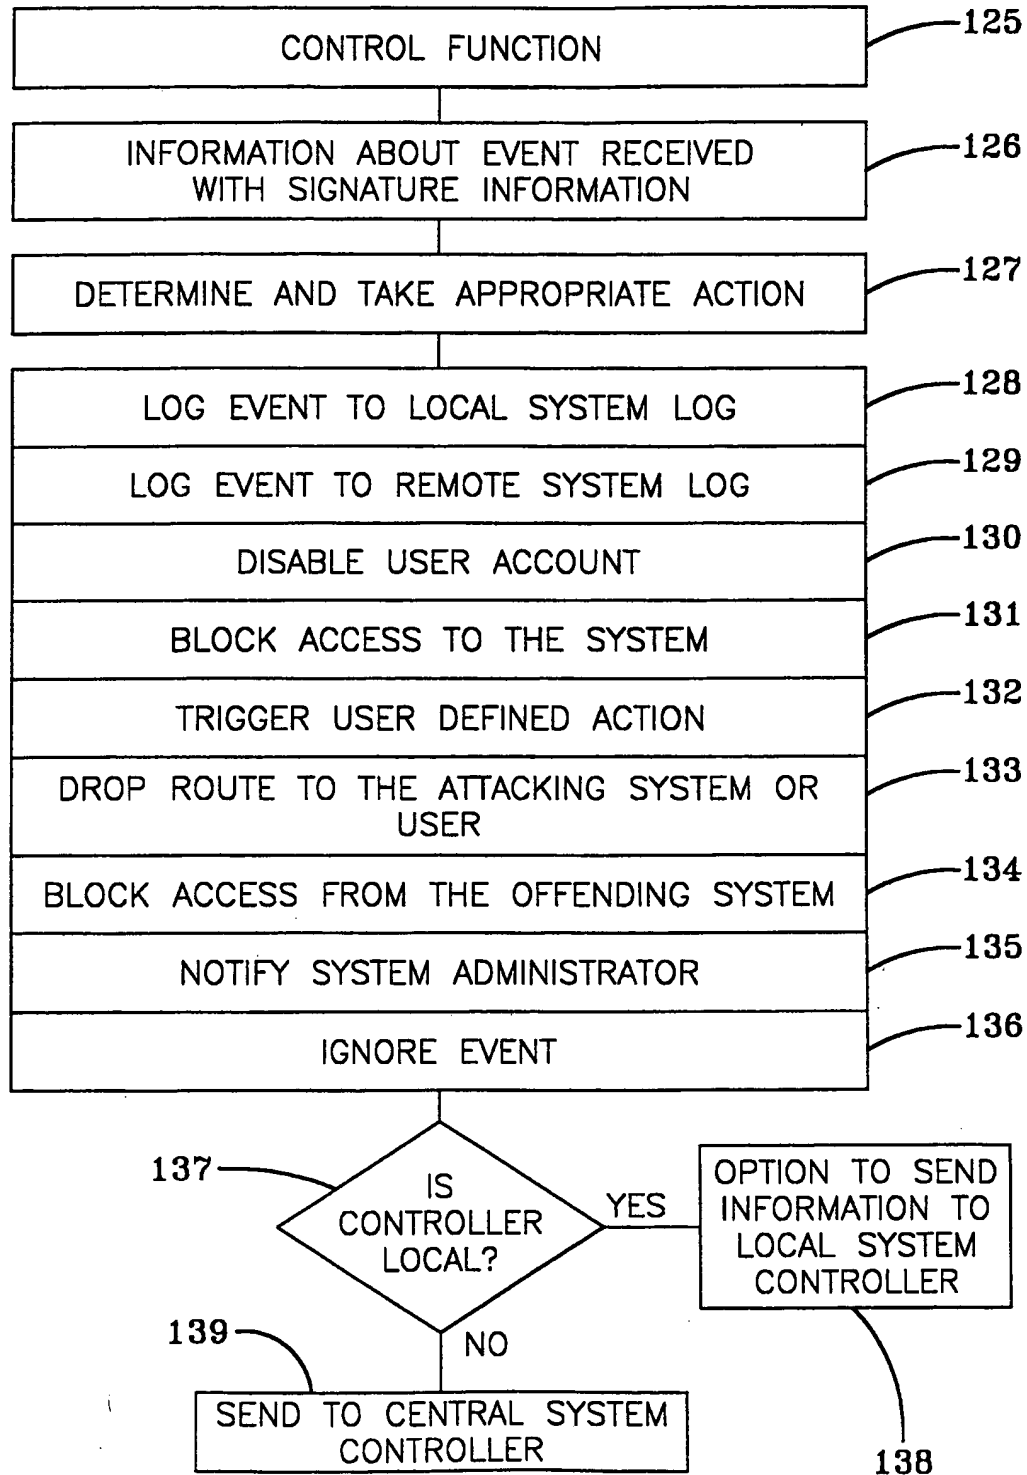 CONTROL FUNCTION
125
INFORMATION ABOUT EVENT RECEIVED
WITH SIGNATURE INFORMATION
126
DETERMINE AND TAKE APPROPRIATE ACTION
127
LOG EVENT TO LOCAL SYSTEM LOG
128
LOG EVENT TO REMOTE SYSTEM LOG
129
DISABLE USER ACCOUNT
130
BLOCK ACCESS TO THE SYSTEM
131
TRIGGER USER DEFINED ACTION
132
DROP ROUTE TO THE ATTACKING SYSTEM OR
USER
133
BLOCK ACCESS FROM THE OFFENDING SYSTEM
134
NOTIFY SYSTEM ADMINISTRATOR
135
IGNORE EVENT
136
137
IS
CONTROLLER
LOCAL?
YES
OPTION TO SEND
INFORMATION TO
LOCAL SYSTEM
CONTROLLER
138
NO
139
SEND TO CENTRAL SYSTEM
CONTROLLER